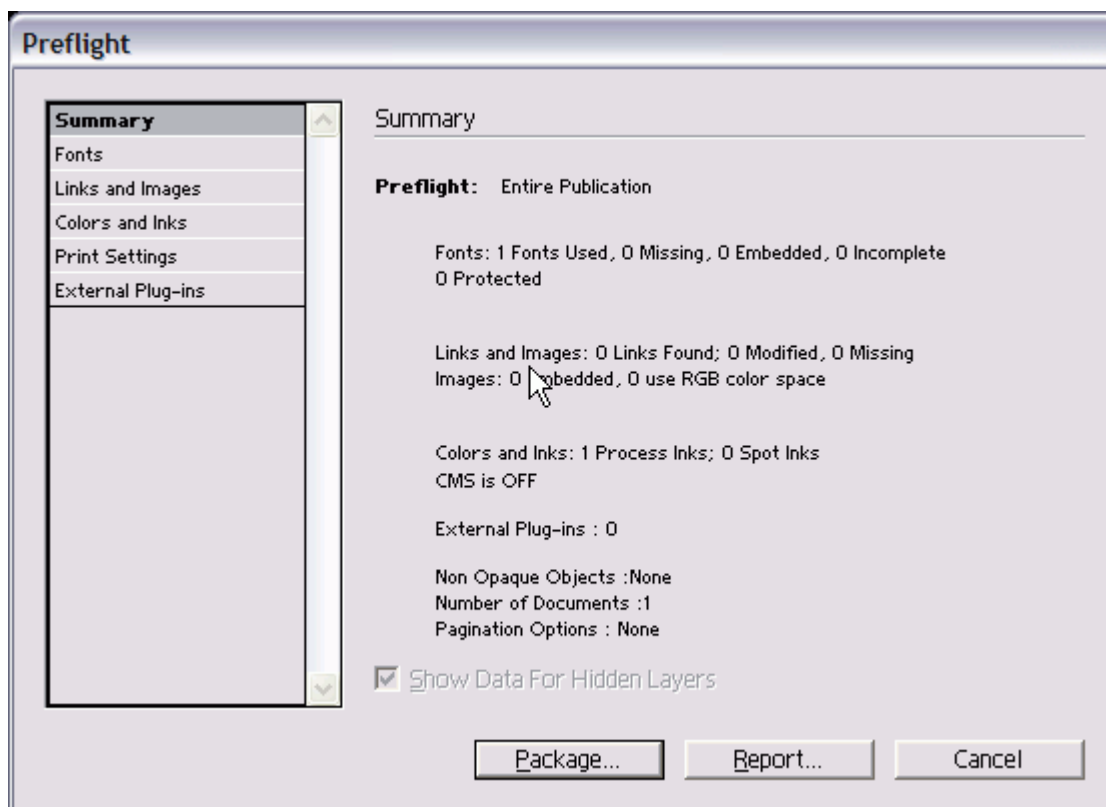 Preflight
Summary
Fonts
Links and Images
Colors and Inks
Print Settings
External Plug-ins
Summary
Preflight: Entire Publication
Fonts: 1 Fonts Used, 0 Missing, 0 Embedded, 0 Incomplete
0 Protected
Links and Images: 0 Links Found; 0 Modified, 0 Missing
Images: 0 Embedded, 0 use RGB color space
Colors and Inks: 1 Process Inks; 0 Spot Inks
CMS is OFF
External Plug-ins : 0
Non Opaque Objects :None
Number of Documents :1
Pagination Options : None
Show Data For Hidden Layers
Package... Report... Cancel